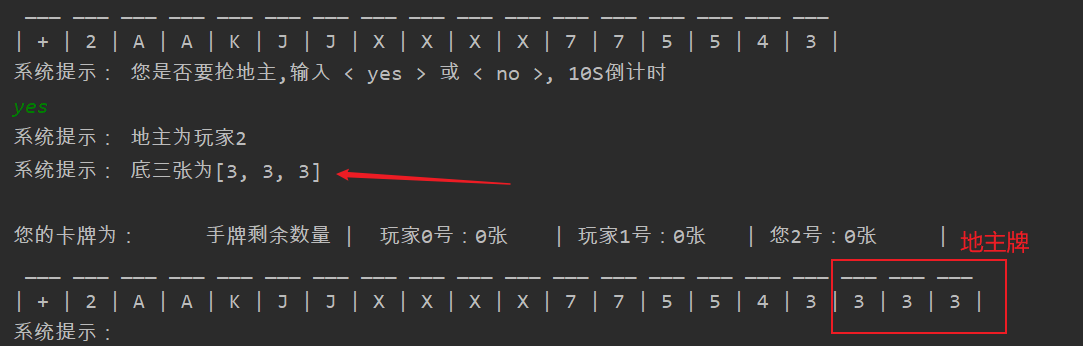 ___ ___ ___ ___ ___ ___ ___ ___ ___ ___ ___ ___ ___ ___ ___ ___ ___
| + | 2 | A | A | K | J | J | X | X | X | X | 7 | 7 | 5 | 5 | 4 | 3 |
系统提示： 您是否要抢地主,输入 < yes > 或 < no >, 10S倒计时
yes
系统提示： 地主为玩家2
系统提示： 底三张为[3, 3, 3]
您的卡牌为： 手牌剩余数量 | 玩家0号：0张 | 玩家1号：0张 | 您2号：0张 | 地主牌
___ ___ ___ ___ ___ ___ ___ ___ ___ ___ ___ ___ ___ ___ ___ ___ ___ ___ ___ ___
| + | 2 | A | A | K | J | J | X | X | X | X | 7 | 7 | 5 | 5 | 4 | 3 | 3 | 3 | 3 |
系统提示：